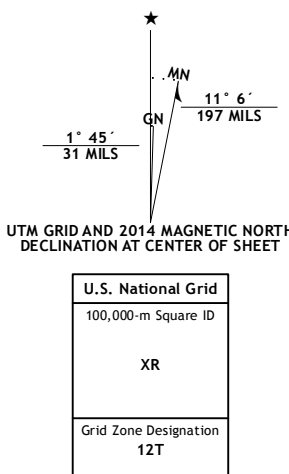 ★
MN
GN
11° 6´
197 MILS
1° 45´
31 MILS
UTM GRID AND 2014 MAGNETIC NORTH
DECLINATION AT CENTER OF SHEET
U.S. National Grid
100,000-m Square ID
XR
Grid Zone Designation
12T